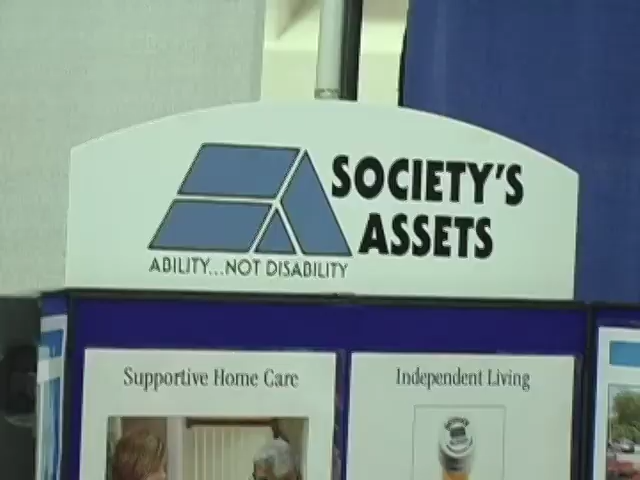 SOCIETY'S
ASSETS
ABILITY...NOT DISABILITY
Supportive Home Care
Independent Living